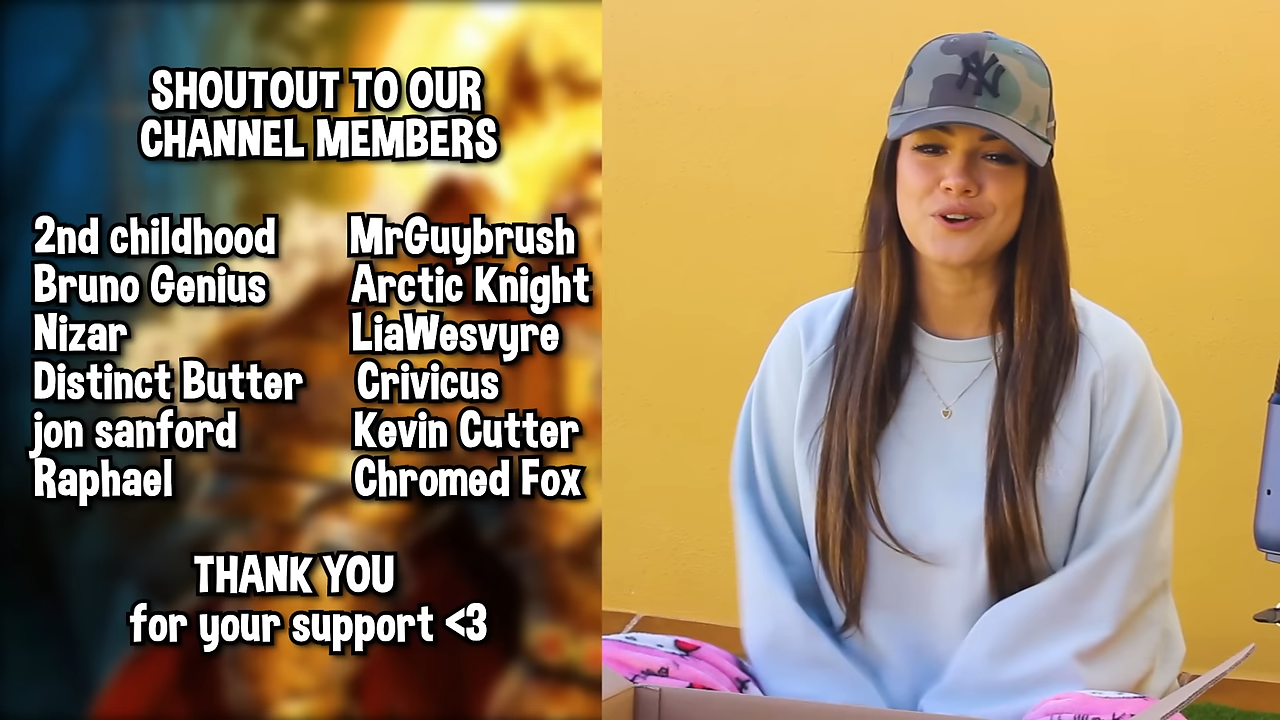 SHOUTOUT TO OUR
CHANNEL MEMBERS
2nd childhood
Bruno Genius
Nizar
Distinct Butter
jon sanford
Raphael
MrGuybrush
Arctic Knight
LiaWesvyre
Crivicus
Kevin Cutter
Chromed Fox
THANK YOU
for your support <3
NY